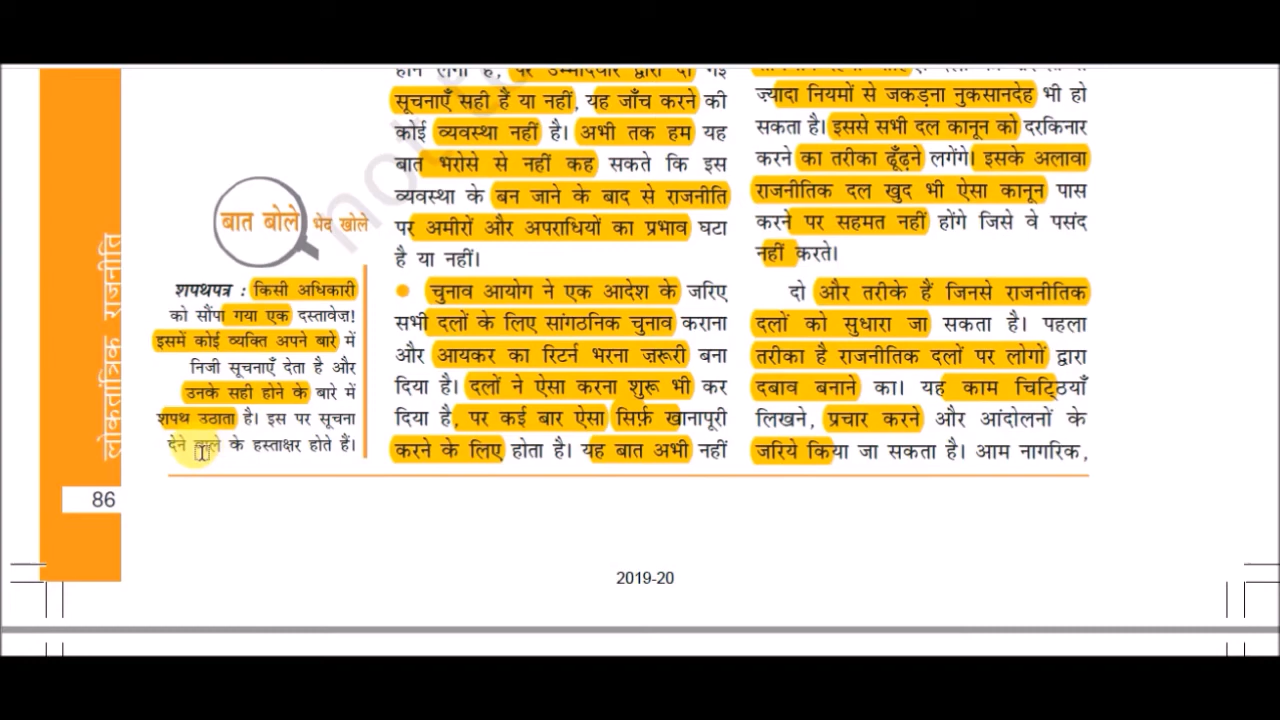 लोकतांत्रिक राजनीति
बात बोले भेद खोले
शपथपत्र : किसी अधिकारी
को सौंपा गया एक दस्तावेज़!
इसमें कोई व्यक्ति अपने बारे में
निजी सूचनाएँ देता है और
उनके सही होने के बारे में
शपथ उठाता है। इस पर सूचना
देने वाले के हस्ताक्षर होते हैं।
86
होने लगी है, पर उम्मीदवार द्वारा दी गई
सूचनाएँ सही हैं या नहीं, यह जाँच करने की
कोई व्यवस्था नहीं है। अभी तक हम यह
बात भरोसे से नहीं कह सकते कि इस
व्यवस्था के बन जाने के बाद से राजनीति
पर अमीरों और अपराधियों का प्रभाव घटा
है या नहीं।
● चुनाव आयोग ने एक आदेश के जरिए
सभी दलों के लिए सांगठनिक चुनाव कराना
और आयकर का रिटर्न भरना ज़रूरी बना
दिया है। दलों ने ऐसा करना शुरू भी कर
दिया है, पर कई बार ऐसा सिर्फ़ खानापूरी
करने के लिए होता है। यह बात अभी नहीं
ज़्यादा नियमों से जकड़ना नुकसानदेह भी हो
सकता है। इससे सभी दल कानून को दरकिनार
करने का तरीका ढूँढ़ने लगेंगे। इसके अलावा
राजनीतिक दल खुद भी ऐसा कानून पास
करने पर सहमत नहीं होंगे जिसे वे पसंद
नहीं करते।
दो और तरीके हैं जिनसे राजनीतिक
दलों को सुधारा जा सकता है। पहला
तरीका है राजनीतिक दलों पर लोगों द्वारा
दबाव बनाने का। यह काम चिट्ठियाँ
लिखने, प्रचार करने और आंदोलनों के
जरिये किया जा सकता है। आम नागरिक,
2019-20